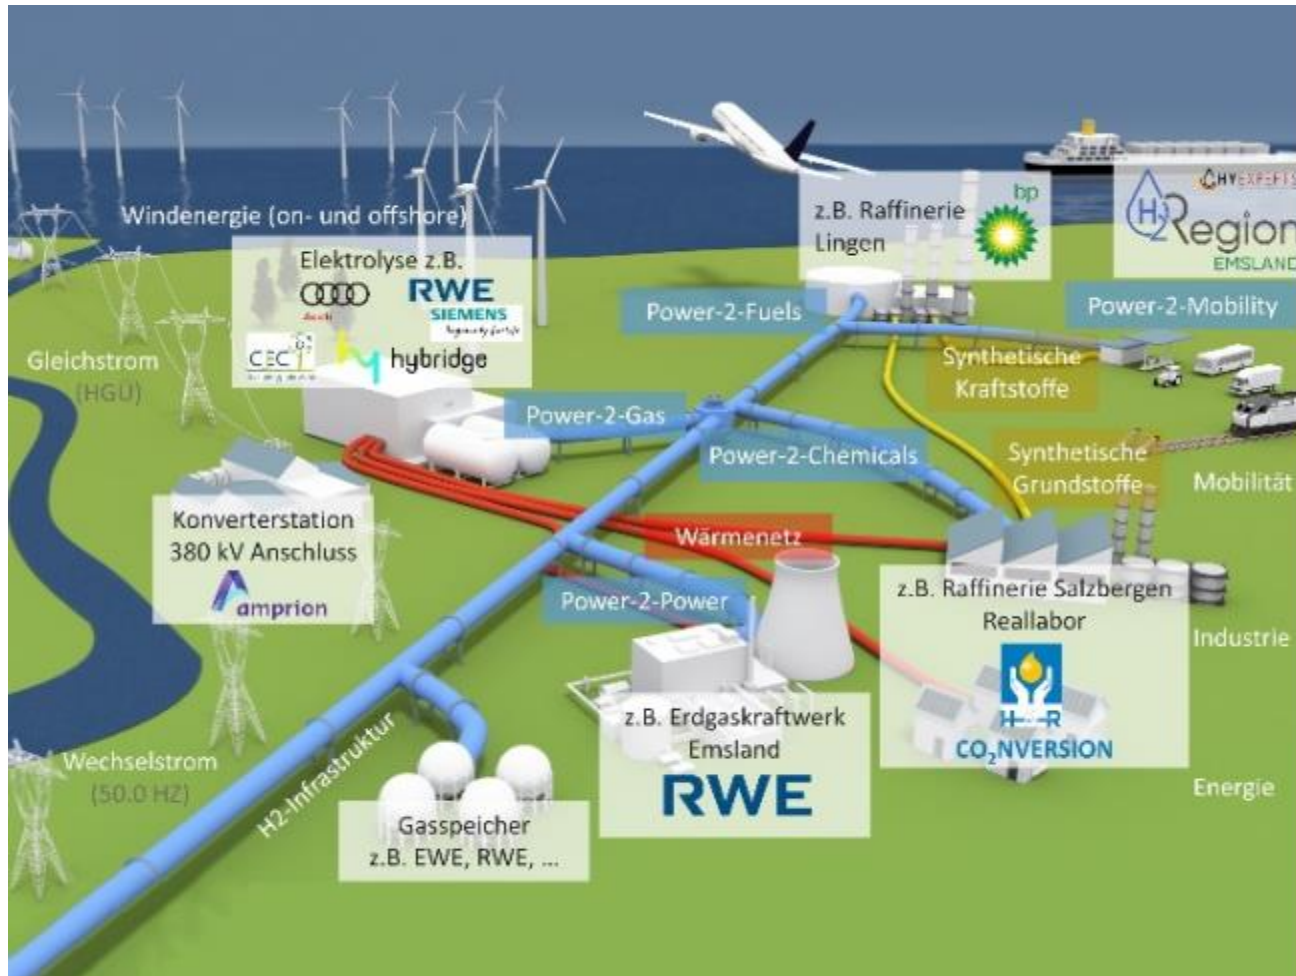 bp
z.B. Raffinerie
Lingen
HYEXPERTS
H2Region
EMSLAND
Windenergie (on- und offshore)
Elektrolyse z.B.
Audi
RWE
SIEMENS
CEC
hybridge
Power-2-Fuels
Power-2-Mobility
Gleichstrom
(HGÜ)
Synthetische
Kraftstoffe
Power-2-Gas
Power-2-Chemicals
Synthetische
Grundstoffe
Mobilität
Konverterstation
380 kV Anschluss
amprion
Wärmenetz
Power-2-Power
z.B. Raffinerie Salzbergen
Reallabor
H&R
CO2NVERSION
Industrie
z.B. Erdgaskraftwerk
Emsland
RWE
Wechselstrom
(50.0 HZ)
H2-Infrastruktur
Energie
Gasspeicher
z.B. EWE, RWE, ...